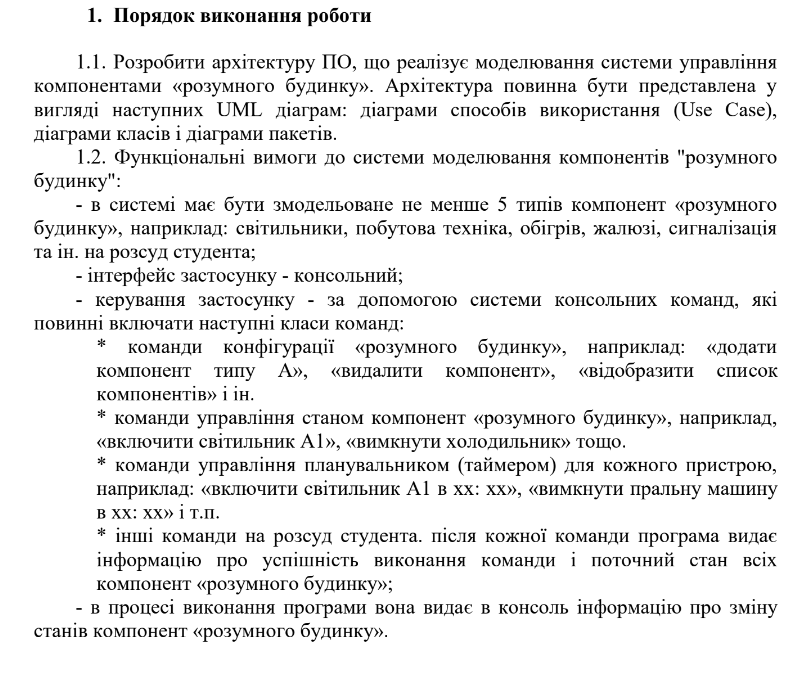 1. Порядок виконання роботи
1.1. Розробити архітектуру ПО, що реалізує моделювання системи управління
компонентами «розумного будинку». Архітектура повинна бути представлена у
вигляді наступних UML діаграм: діаграми способів використання (Use Case),
діаграми класів і діаграми пакетів.
1.2. Функціональні вимоги до системи моделювання компонентів "розумного
будинку":
- в системі має бути змодельоване не менше 5 типів компонент «розумного
будинку», наприклад: світильники, побутова техніка, обігрів, жалюзі, сигналізація
та ін. на розсуд студента;
- інтерфейс застосунку - консольний;
- керування застосунку - за допомогою системи консольних команд, які
повинні включати наступні класи команд:
* команди конфігурації «розумного будинку», наприклад: «додати
компонент типу А», «видалити компонент», «відобразити список
компонентів» і ін.
* команди управління станом компонент «розумного будинку», наприклад,
«включити світильник А1», «вимкнути холодильник» тощо.
* команди управління планувальником (таймером) для кожного пристрою,
наприклад: «включити світильник А1 в хх: хх», «вимкнути пральну машину
в хх: хх» і т.п.
* інші команди на розсуд студента. після кожної команди програма видає
інформацію про успішність виконання команди і поточний стан всіх
компонент «розумного будинку»;
- в процесі виконання програми вона видає в консоль інформацію про зміну
станів компонент «розумного будинку».